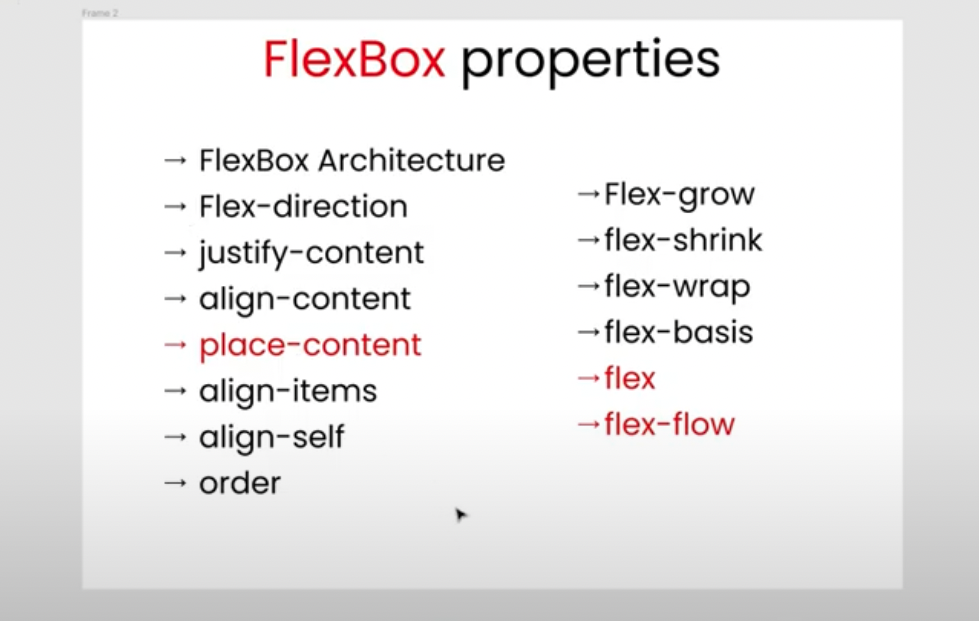 Frame 2
FlexBox properties
→ FlexBox Architecture
→ Flex-direction
→ justify-content
→ align-content
→ place-content
→ align-items
→ align-self
→ order
→Flex-grow
→flex-shrink
→flex-wrap
→flex-basis
→flex
→flex-flow